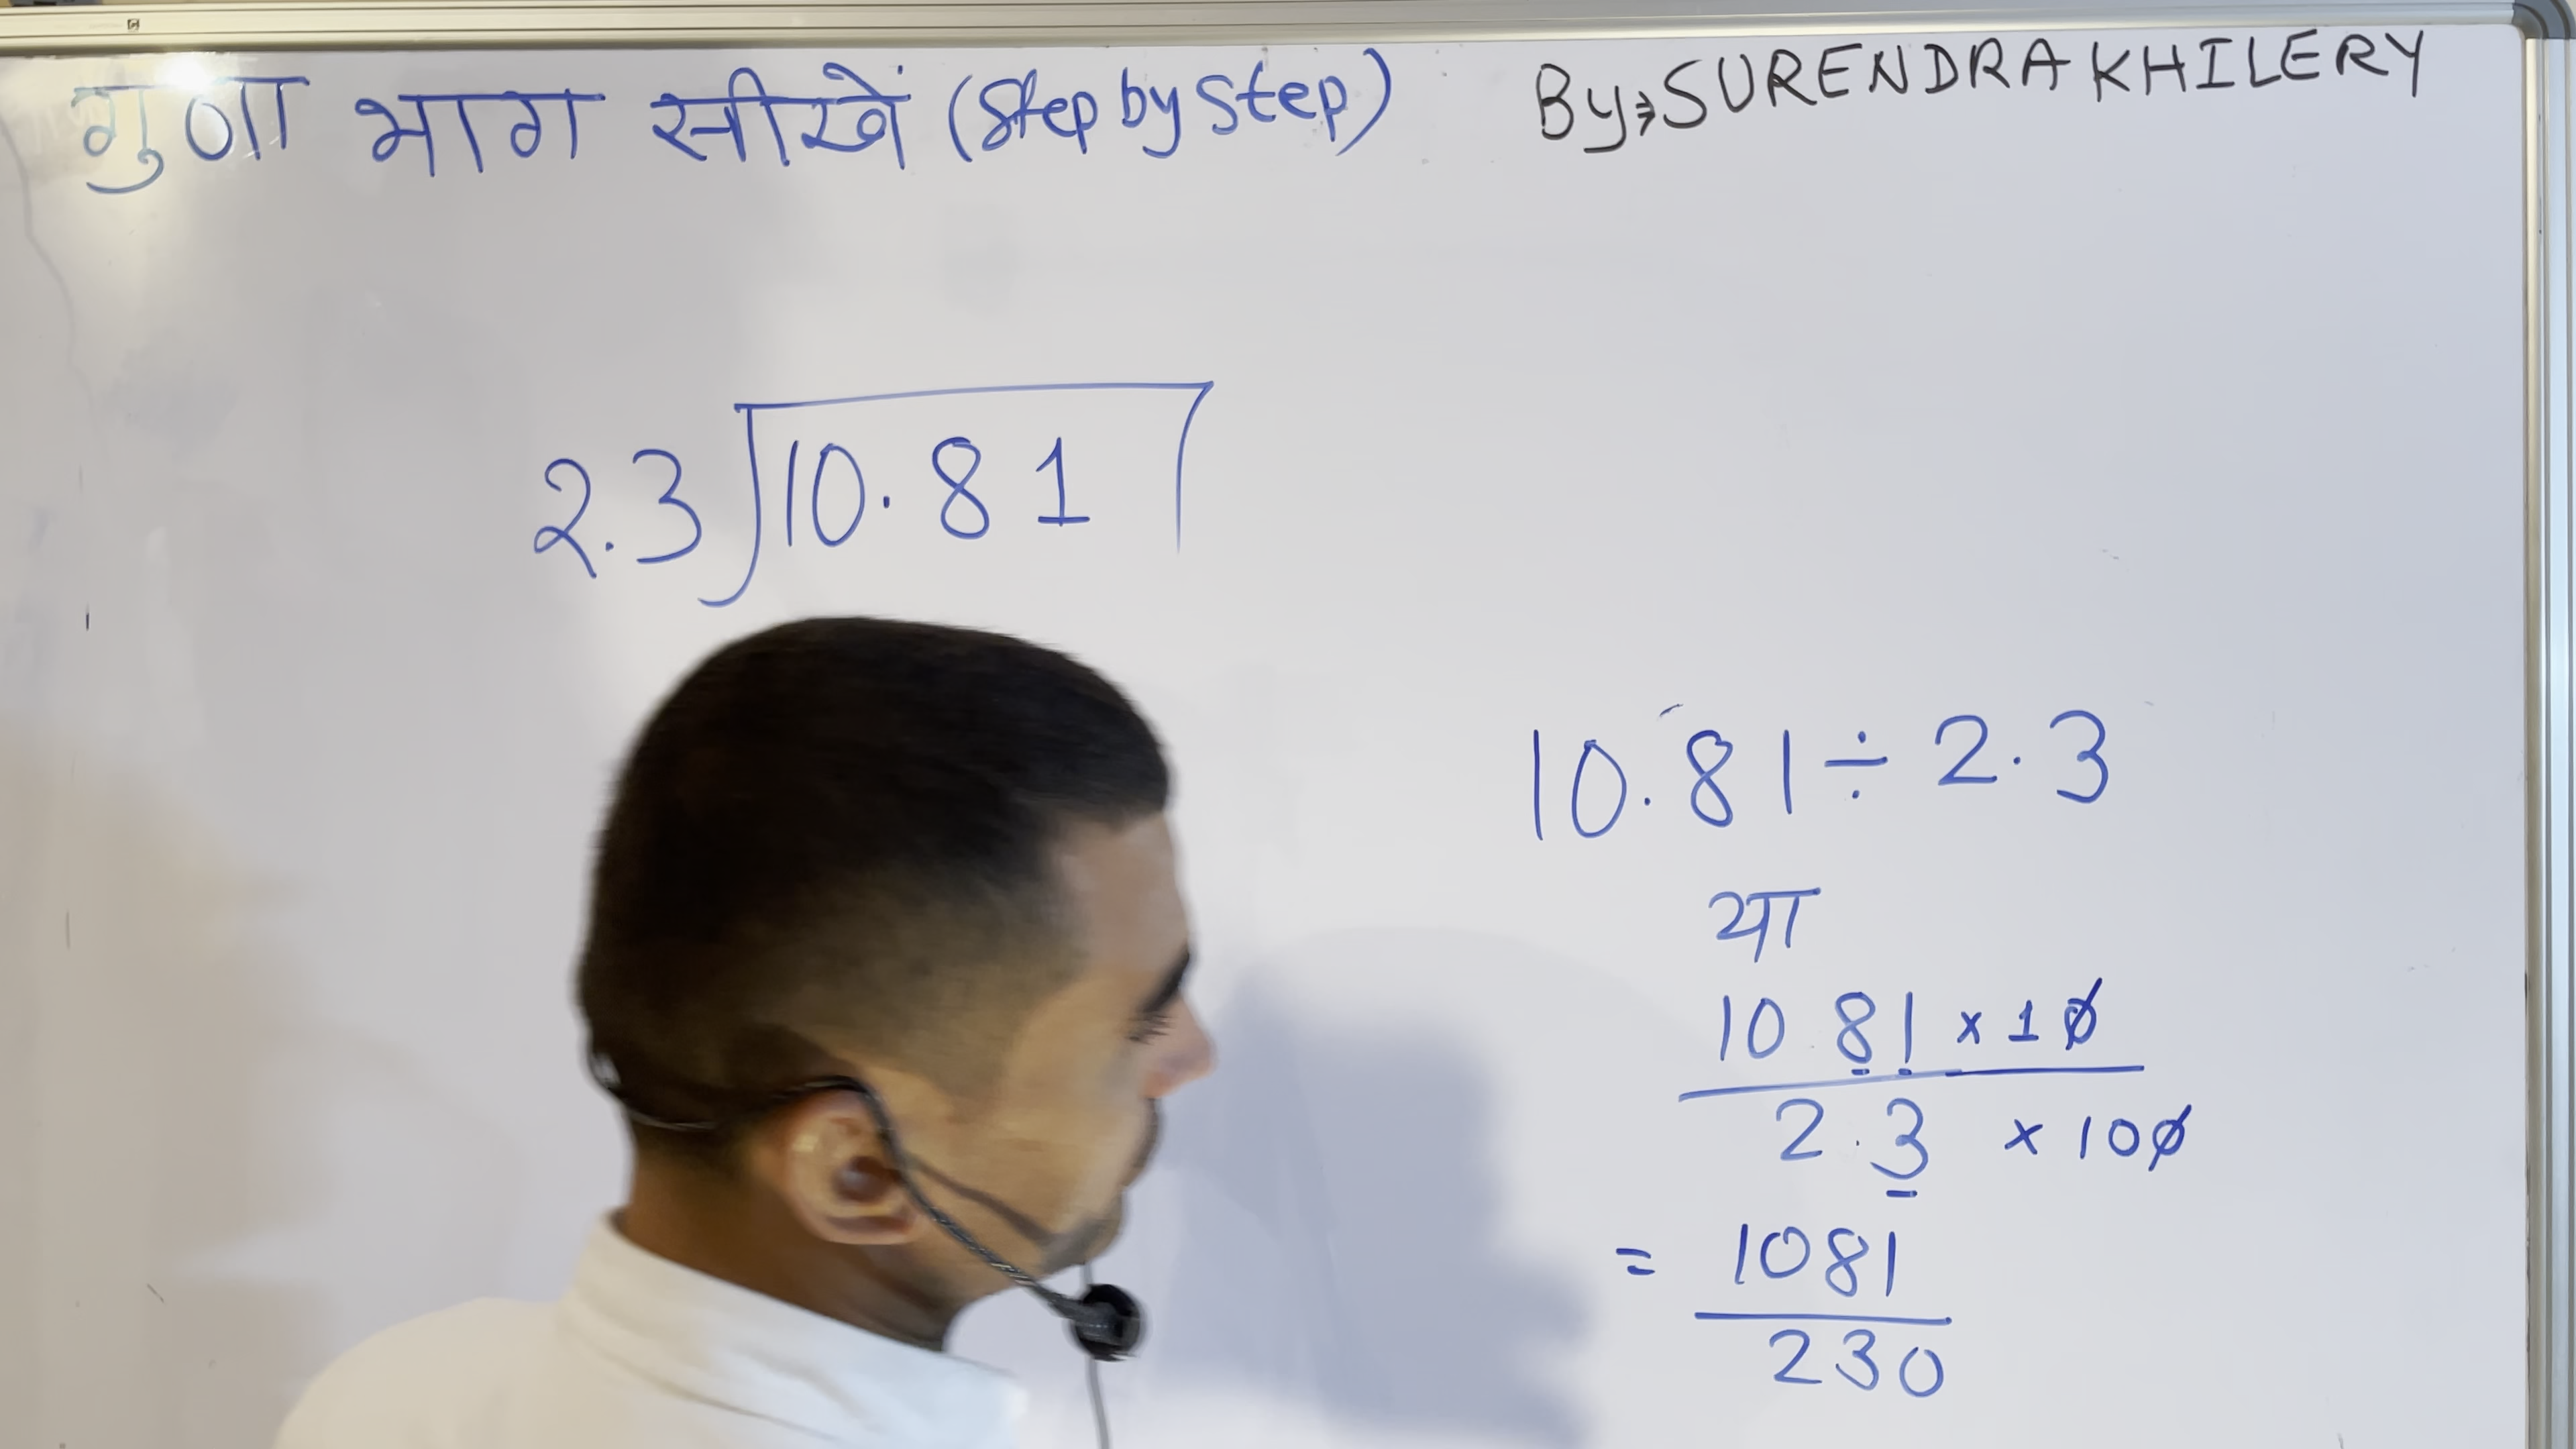 गुणा भाग सीखें (Step by Step) By⇒SURENDRA KHILERY
2.3 10.81
10.81 ÷ 2.3
या
10 81 × 10
2.3 × 100
= 1081
230